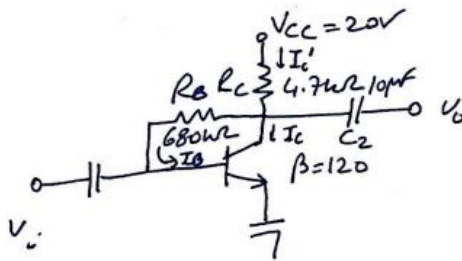 VCC = 20V
↓ Ic'
RB RC 4.7kΩ 10μF
680kΩ ↓ Ic C2 Vo
IB β=120
Vi